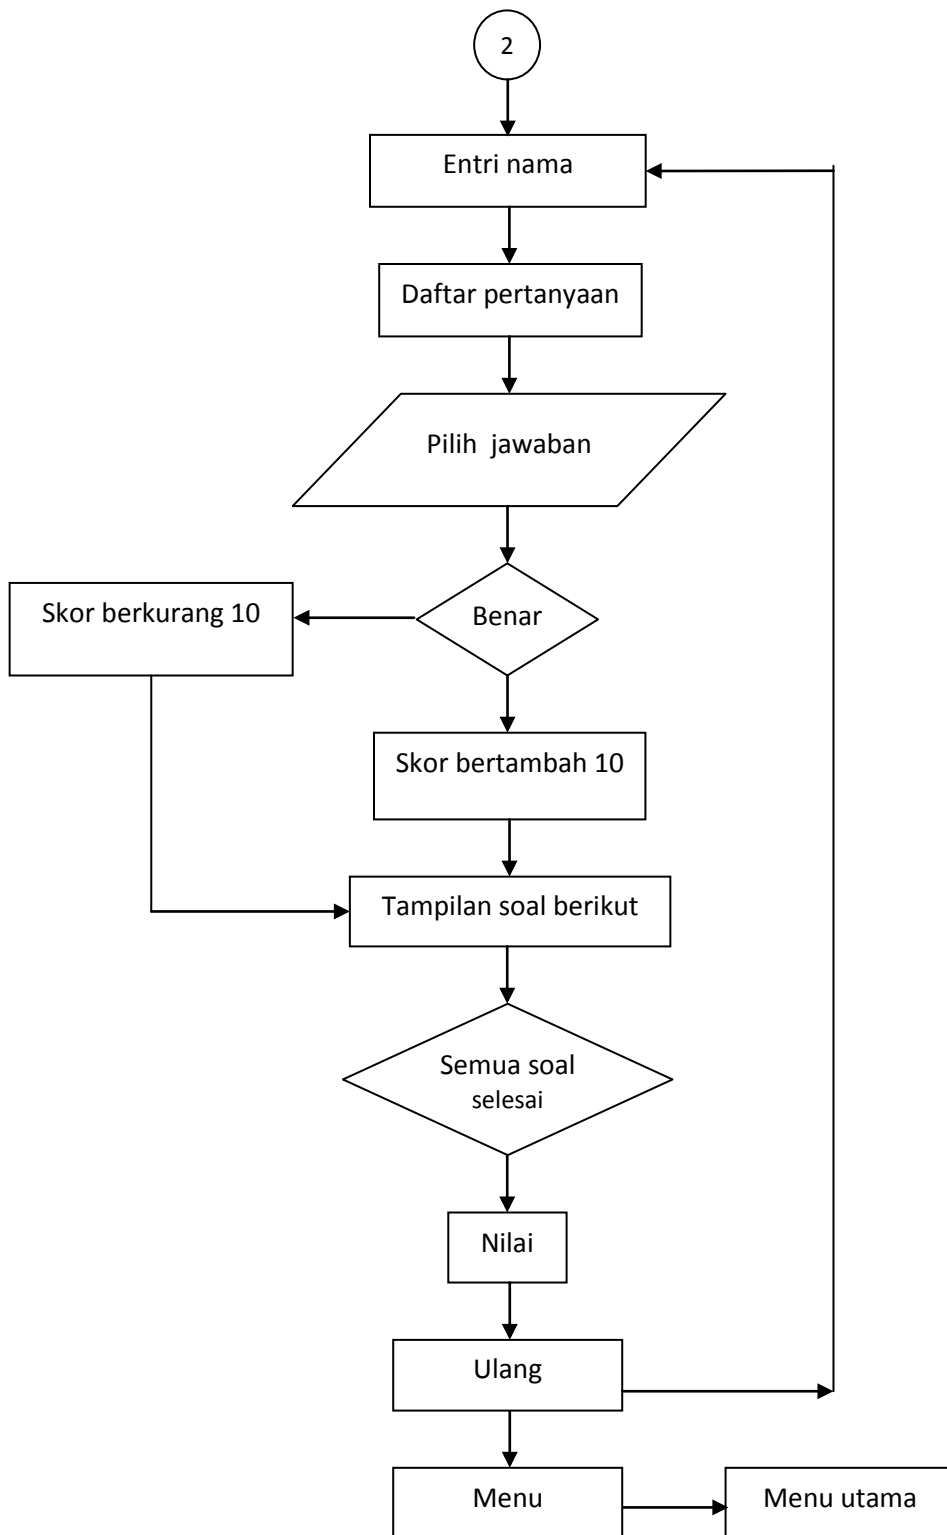 2
Entri nama
Daftar pertanyaan
Pilih  jawaban
Benar
Skor berkurang 10
Skor bertambah 10
Tampilan soal berikut
Semua soal
selesai
Nilai
Ulang
Menu
Menu utama